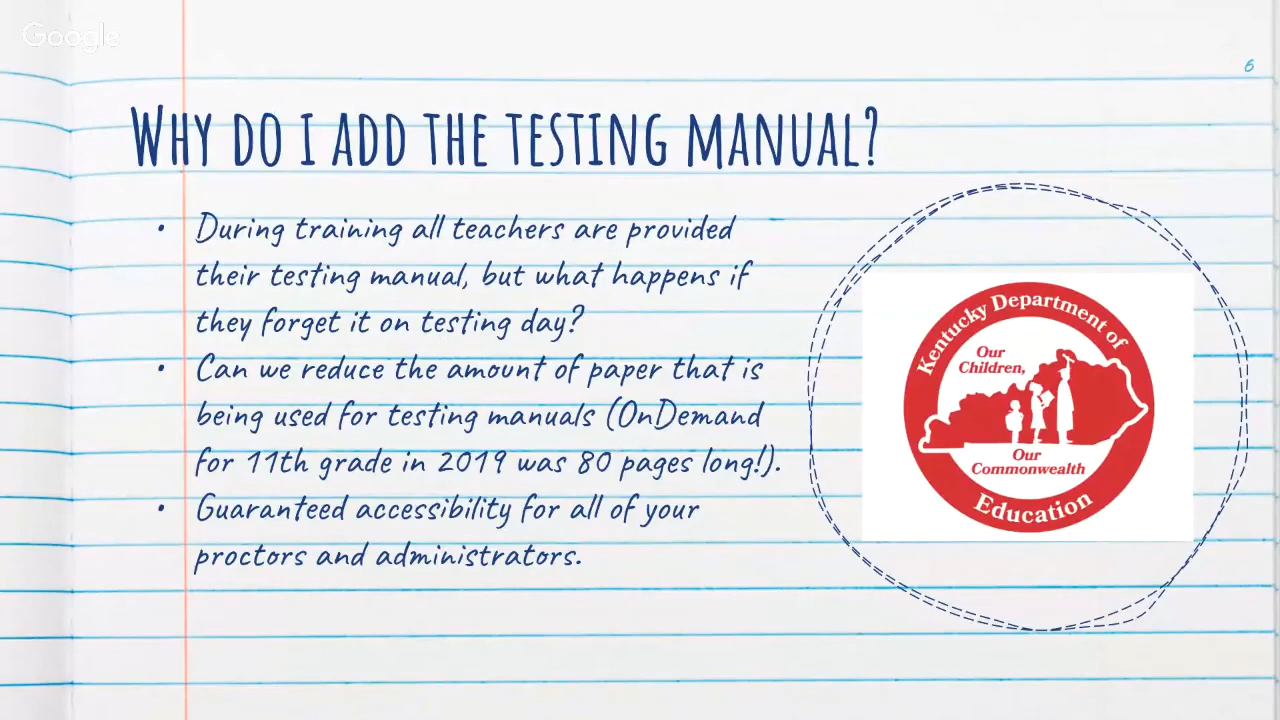 Google
6
WHY DO I ADD THE TESTING MANUAL?
• During training all teachers are provided
their testing manual, but what happens if
they forget it on testing day?
• Can we reduce the amount of paper that is
being used for testing manuals (OnDemand
for 11th grade in 2019 was 80 pages long!).
• Guaranteed accessibility for all of your
proctors and administrators.
Kentucky Department of
Our
Children,
Our
Commonwealth
Education